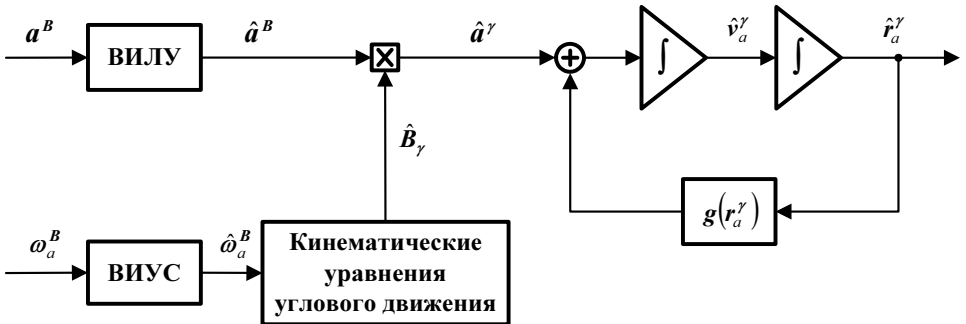 a^B
ВИЛУ
â^B
â^γ
∫
v̂_a^γ
∫
r̂_a^γ
B̂_γ
g(r_a^γ)
ω_a^B
ВИУС
ω̂_a^B
Кинематические
уравнения
углового движения